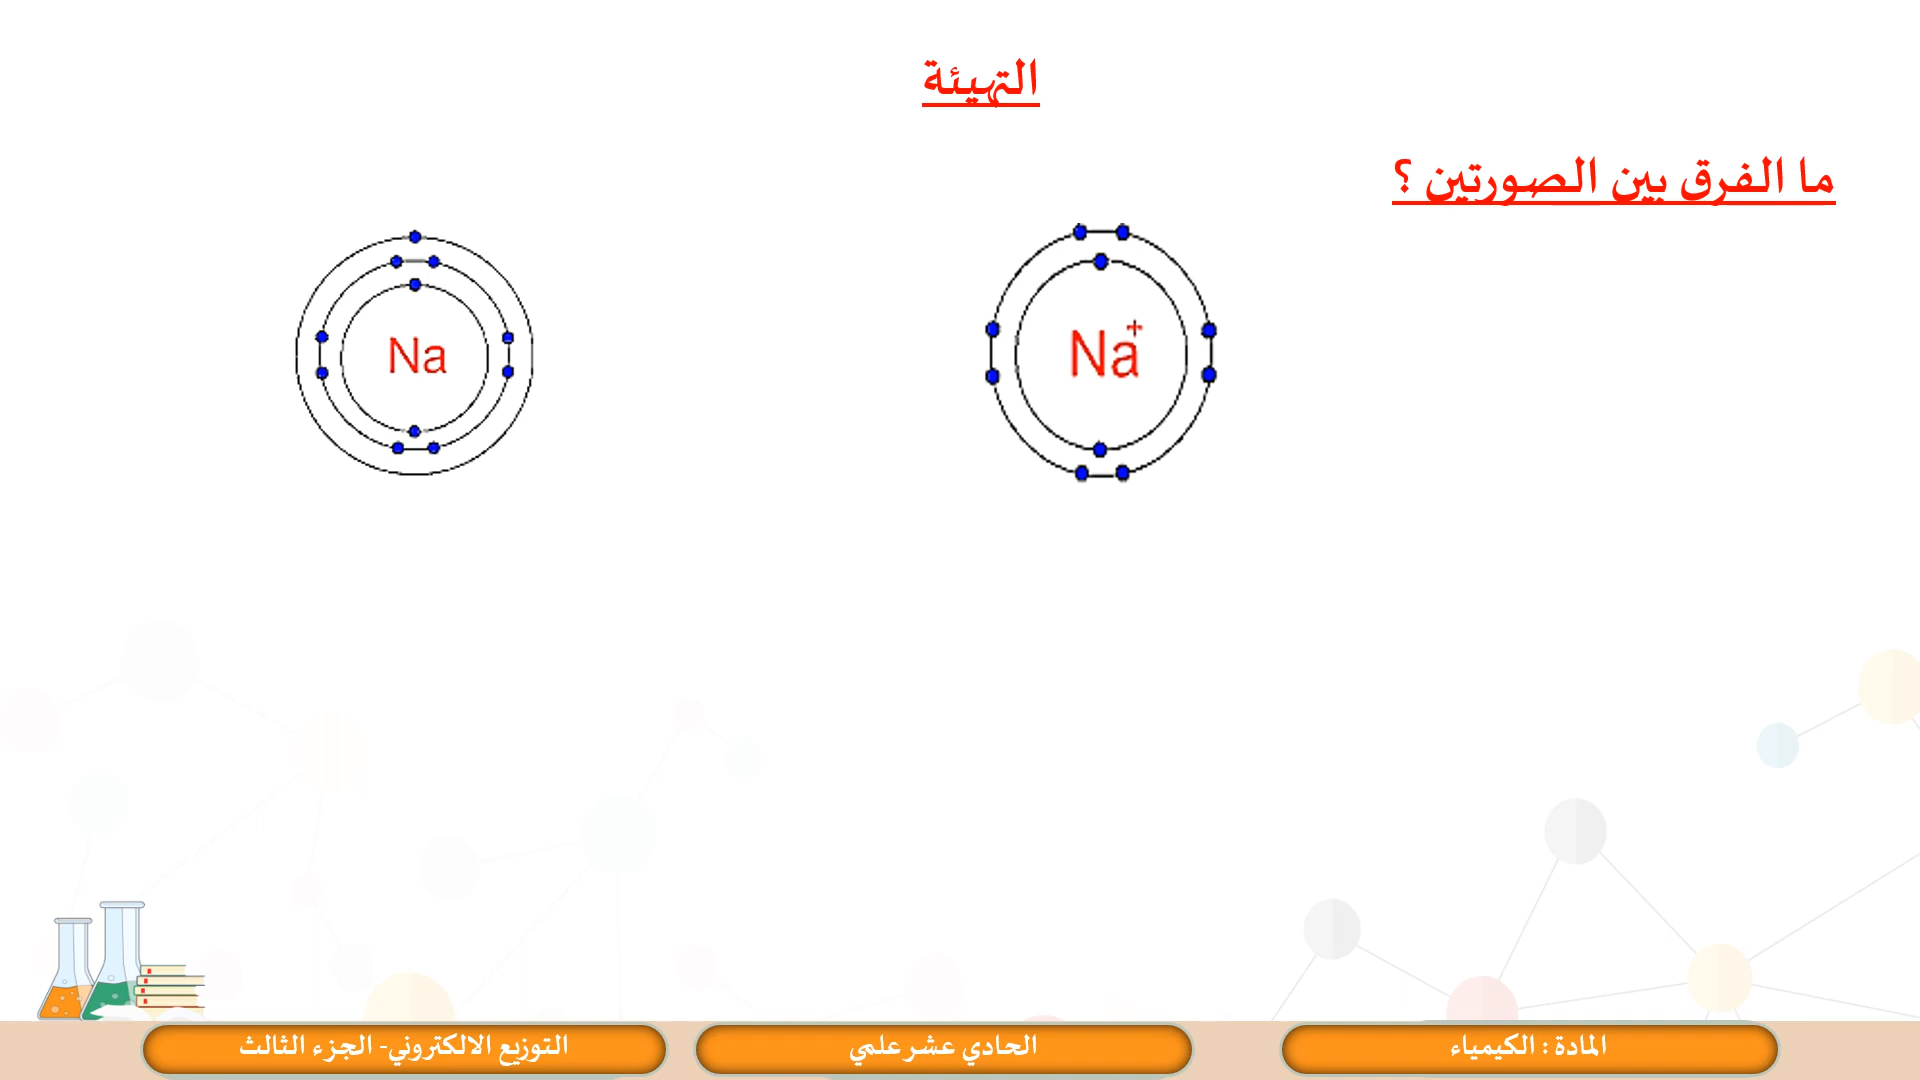 التهيئة
ما الفرق بين الصورتين ؟
Na
Na+
المادة : الكيمياء
الحادي عشر علمي
التوزيع الالكتروني- الجزء الثالث